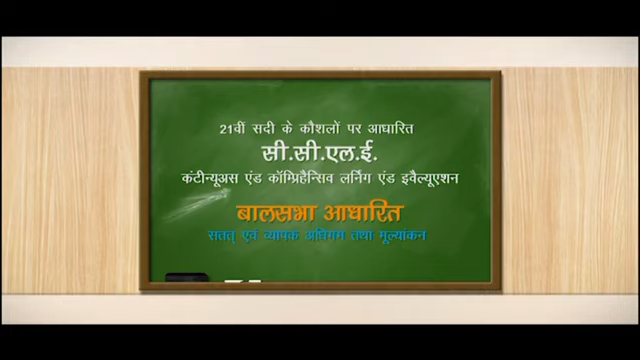 21वीं सदी के कौशलों पर आधारित
सी.सी.एल.ई.
कंटीन्यूअस एंड कॉम्प्रिहैन्सिव लर्निंग एंड इवैल्यूएशन
बालसभा आधारित
सतत् एवं व्यापक अधिगम तथा मूल्यांकन